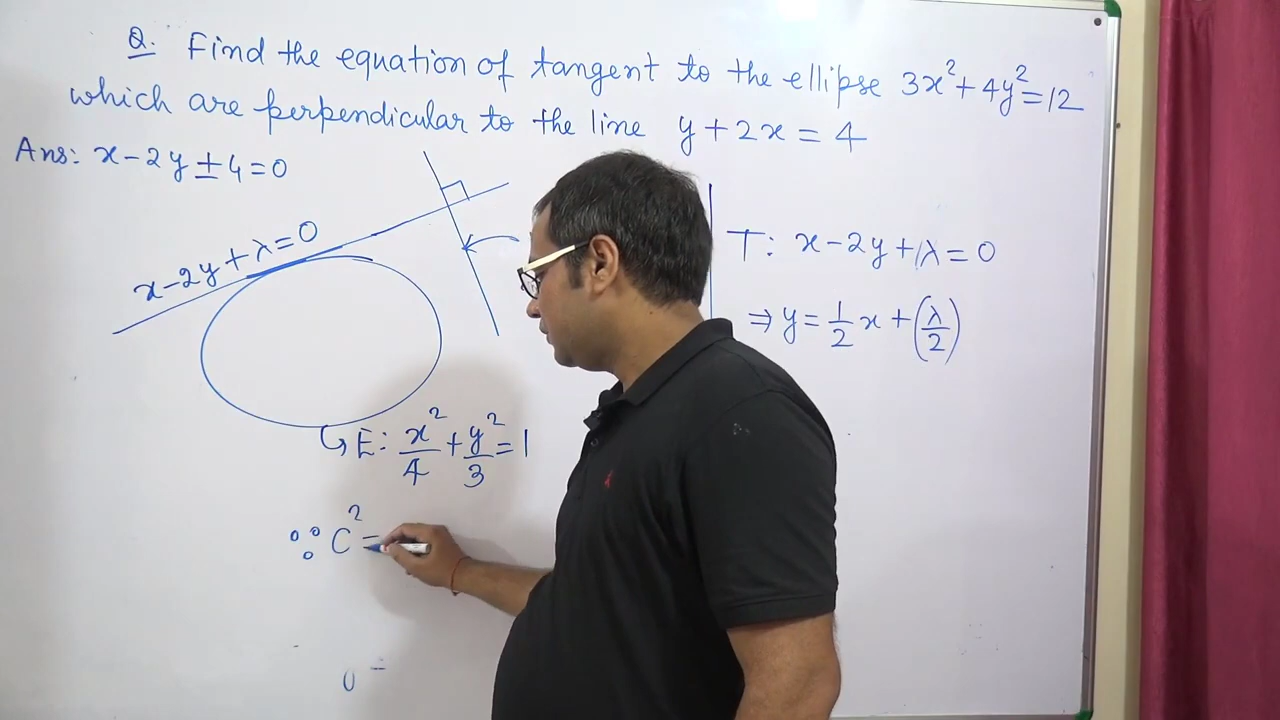 Q. Find the equation of tangent to the ellipse 3x²+4y²=12
which are perpendicular to the line y+2x=4
Ans: x-2y±4=0
x-2y+λ=0
T: x-2y+λ=0
⇒y=1/2 x+(λ/2)
↳E: x²/4+y²/3=1
∵ C²=